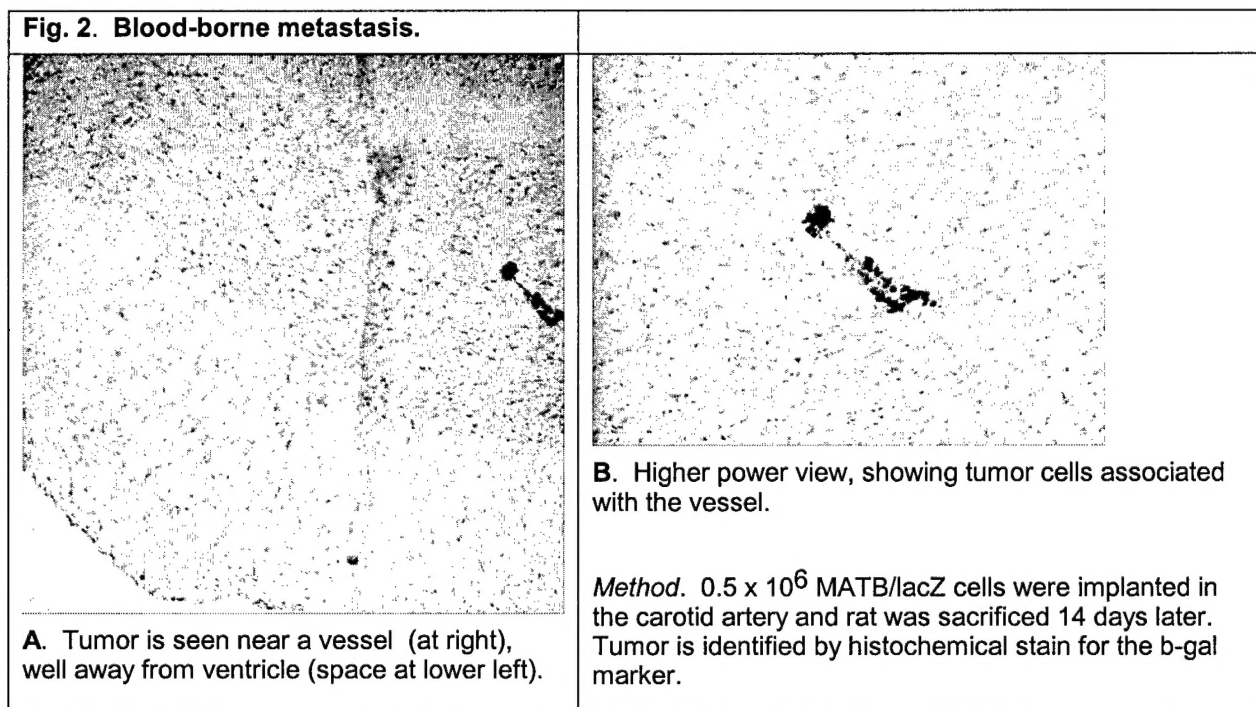 Fig. 2. Blood-borne metastasis.
A. Tumor is seen near a vessel (at right),
well away from ventricle (space at lower left).
B. Higher power view, showing tumor cells associated
with the vessel.
Method. 0.5 x 10⁶ MATB/lacZ cells were implanted in
the carotid artery and rat was sacrificed 14 days later.
Tumor is identified by histochemical stain for the b-gal
marker.